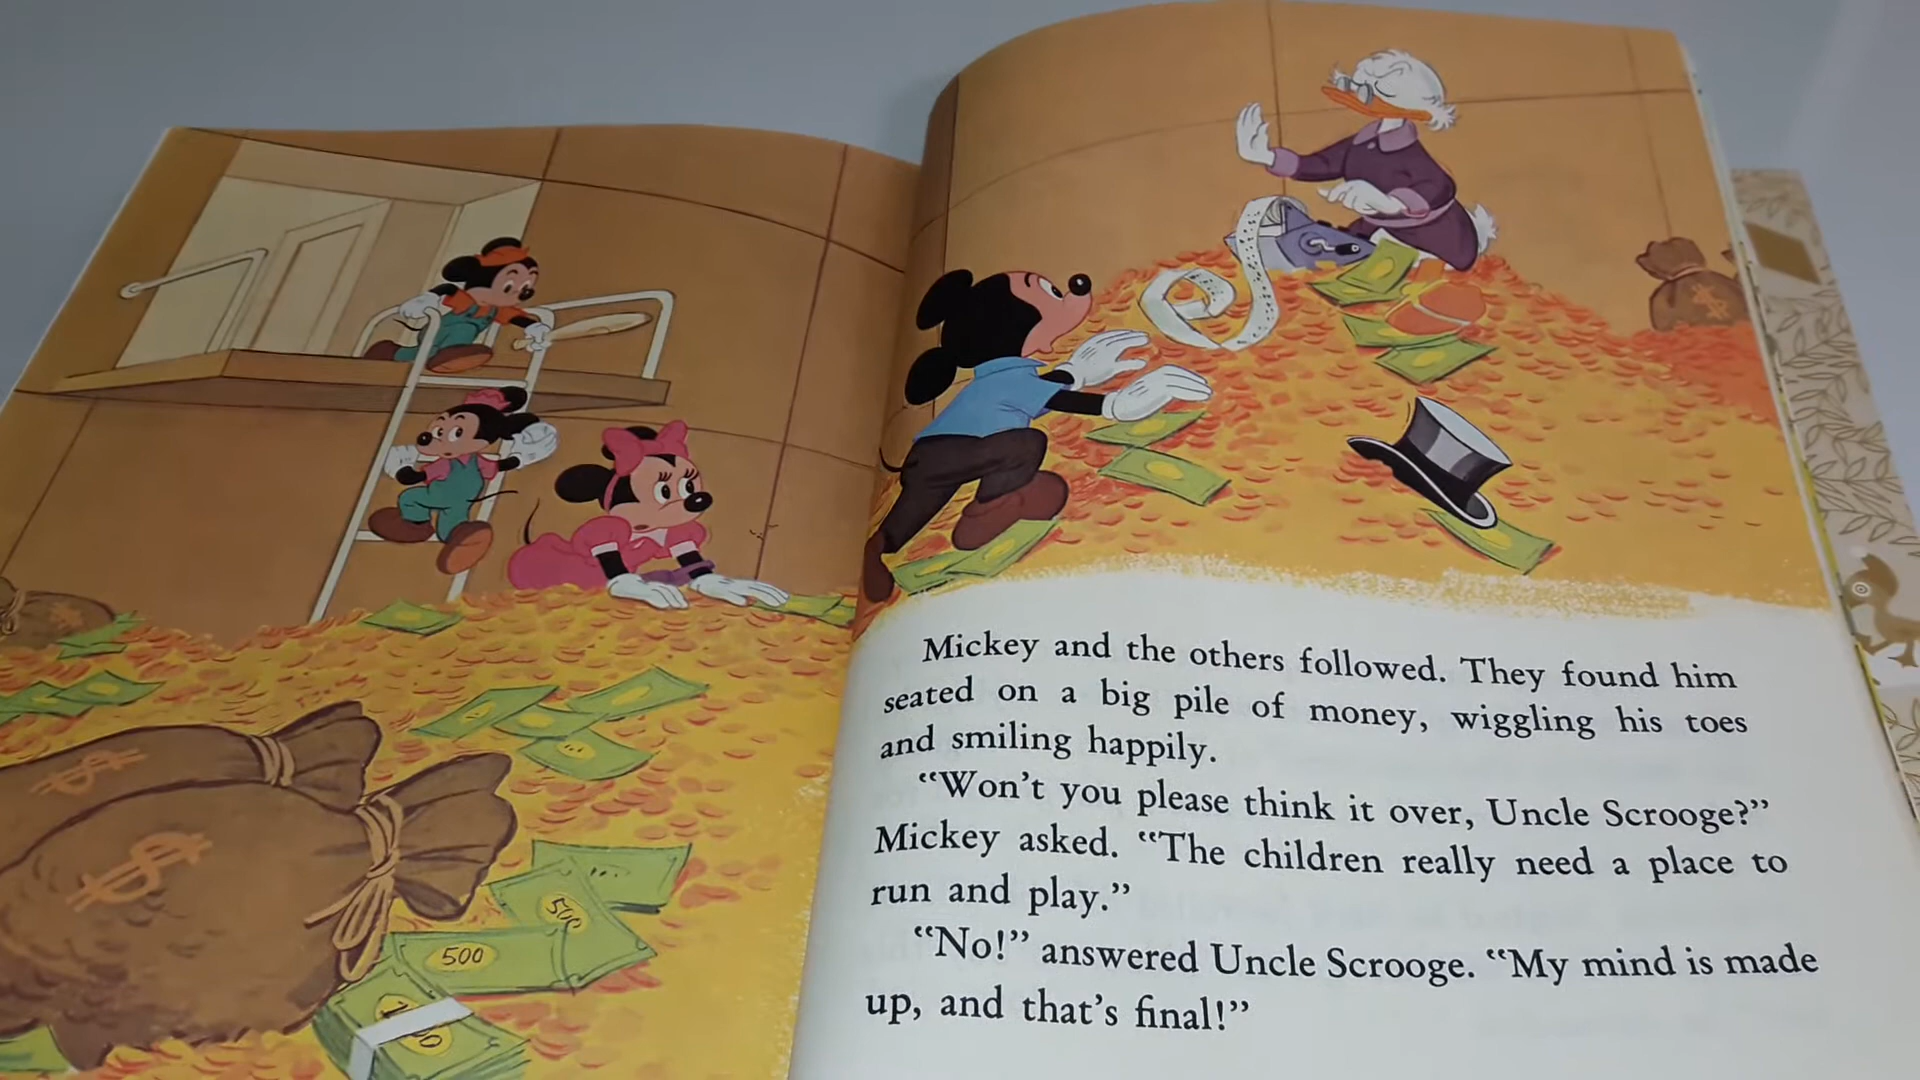 Mickey and the others followed. They found him
seated on a big pile of money, wiggling his toes
and smiling happily.
“Won’t you please think it over, Uncle Scrooge?”
Mickey asked. “The children really need a place to
run and play.”
“No!” answered Uncle Scrooge. “My mind is made
up, and that’s final!”
$
$
$
500
500